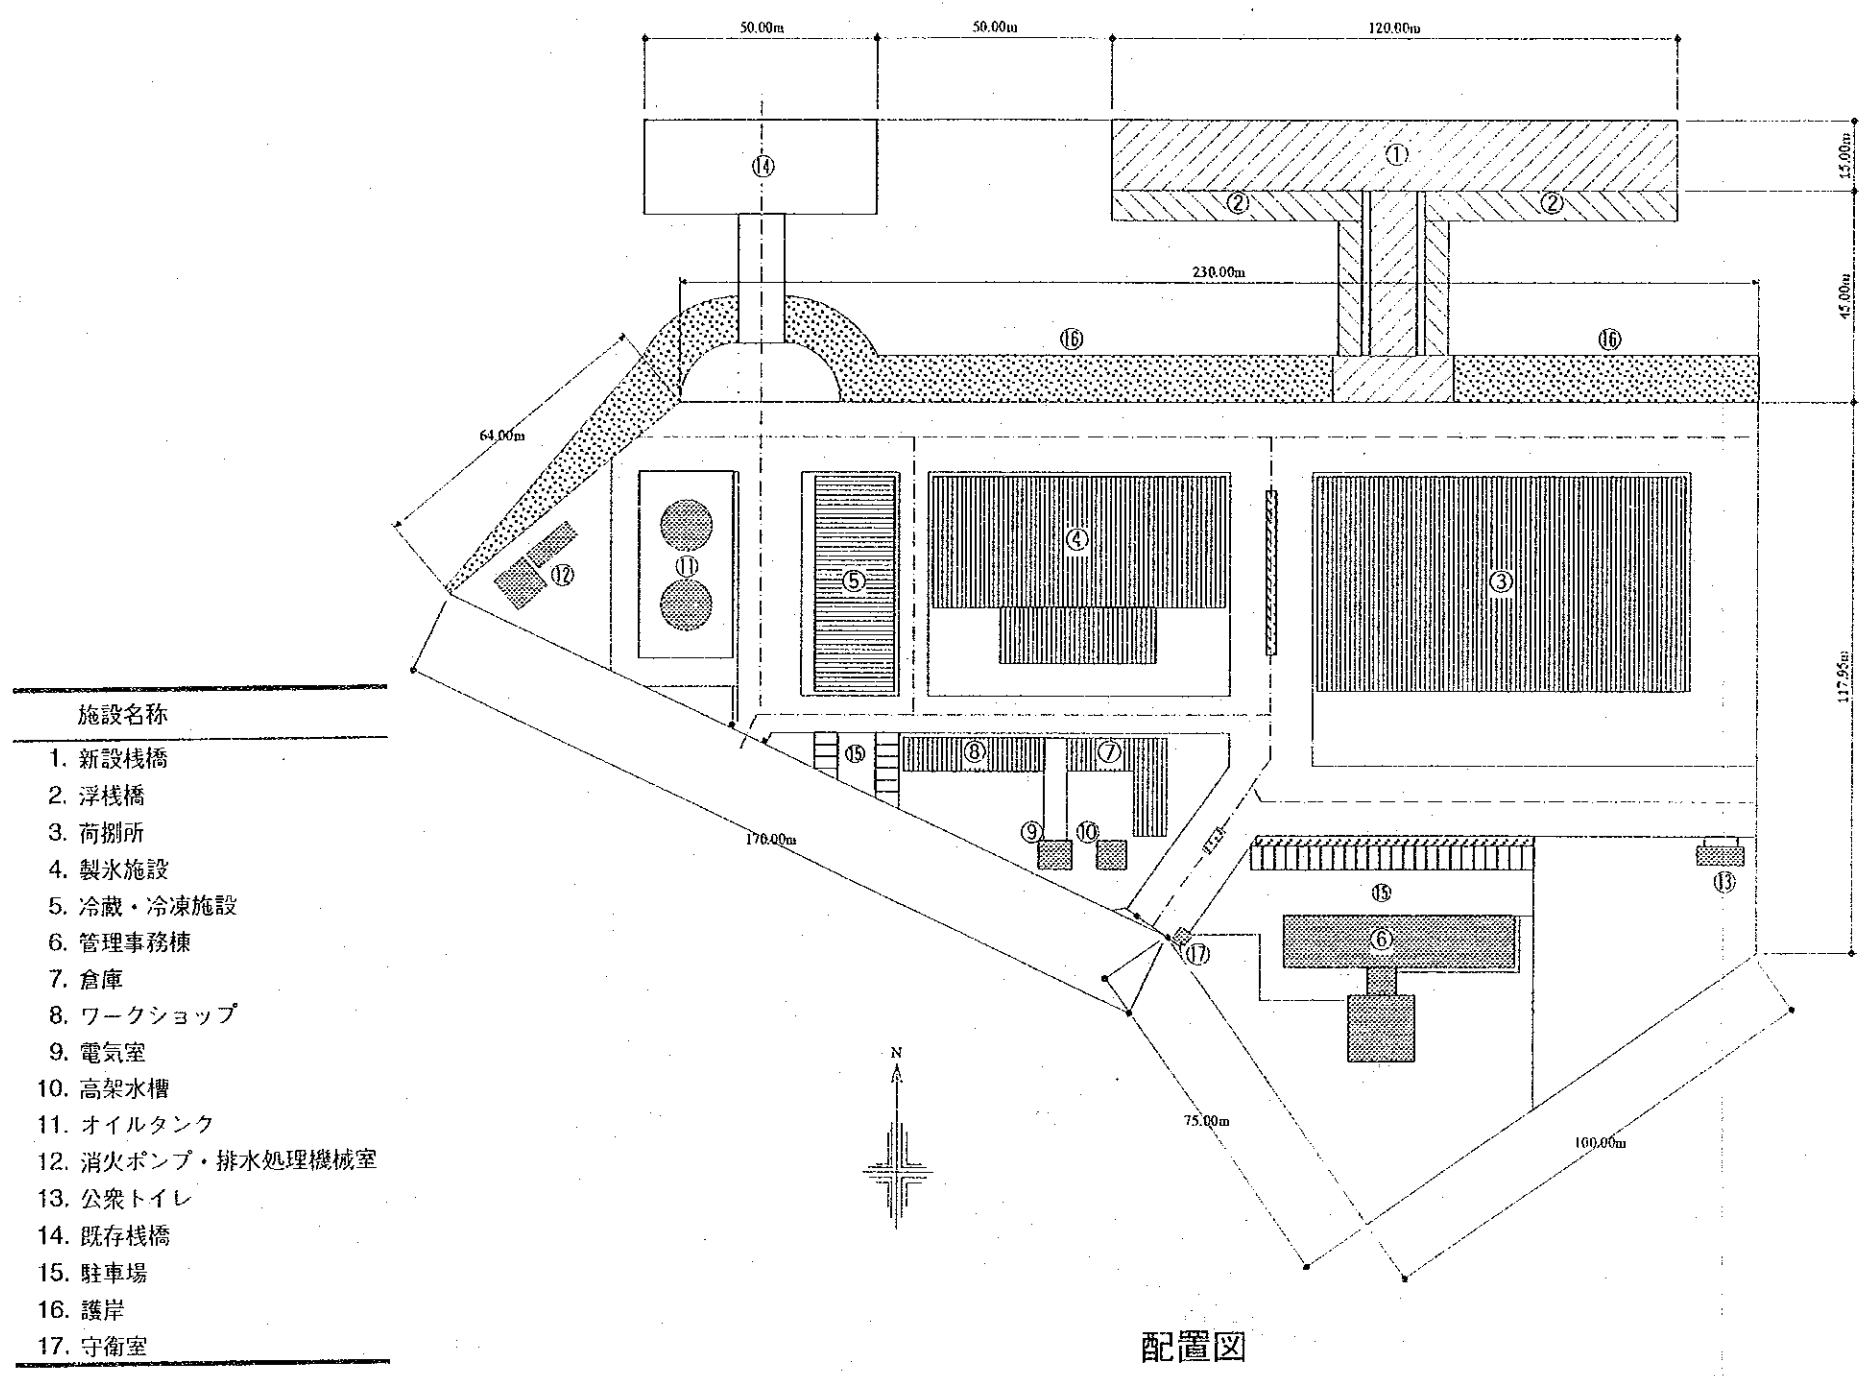 50.00m
50.00m
120.00m
⑭
①
15.00m
②
②
230.00m
45.00m
⑯
⑯
64.00m
④
⑪
⑫
⑤
③
117.95m
施設名称
1. 新設桟橋
2. 浮桟橋
3. 荷捌所
4. 製氷施設
5. 冷蔵・冷凍施設
6. 管理事務棟
7. 倉庫
8. ワークショップ
9. 電気室
10. 高架水槽
11. オイルタンク
12. 消火ポンプ・排水処理機械室
13. 公衆トイレ
14. 既存桟橋
15. 駐車場
16. 護岸
17. 守衛室
⑮
⑧
⑦
170.00m
⑨
⑩
⑮
⑬
⑥
⑰
N
75.00m
100.00m
配置図